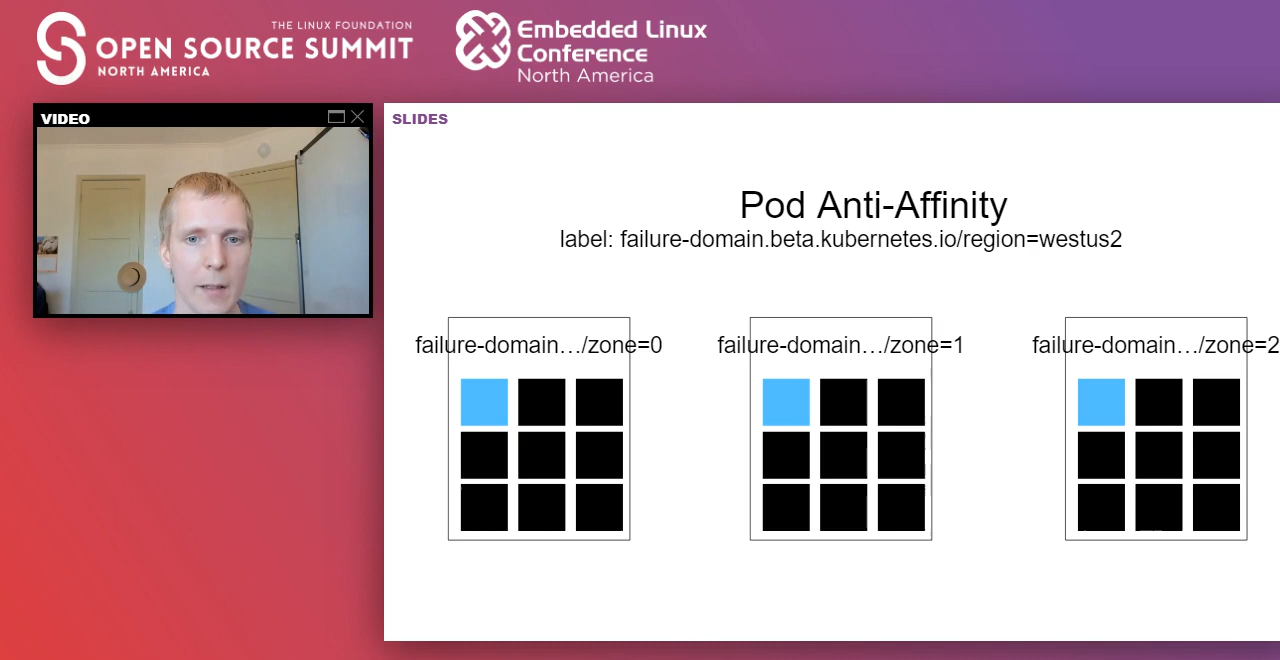 THE LINUX FOUNDATION
OPEN SOURCE SUMMIT
NORTH AMERICA
Embedded Linux
Conference
North America
VIDEO
SLIDES
Pod Anti-Affinity
label: failure-domain.beta.kubernetes.io/region=westus2
failure-domain…/zone=0
failure-domain…/zone=1
failure-domain…/zone=2